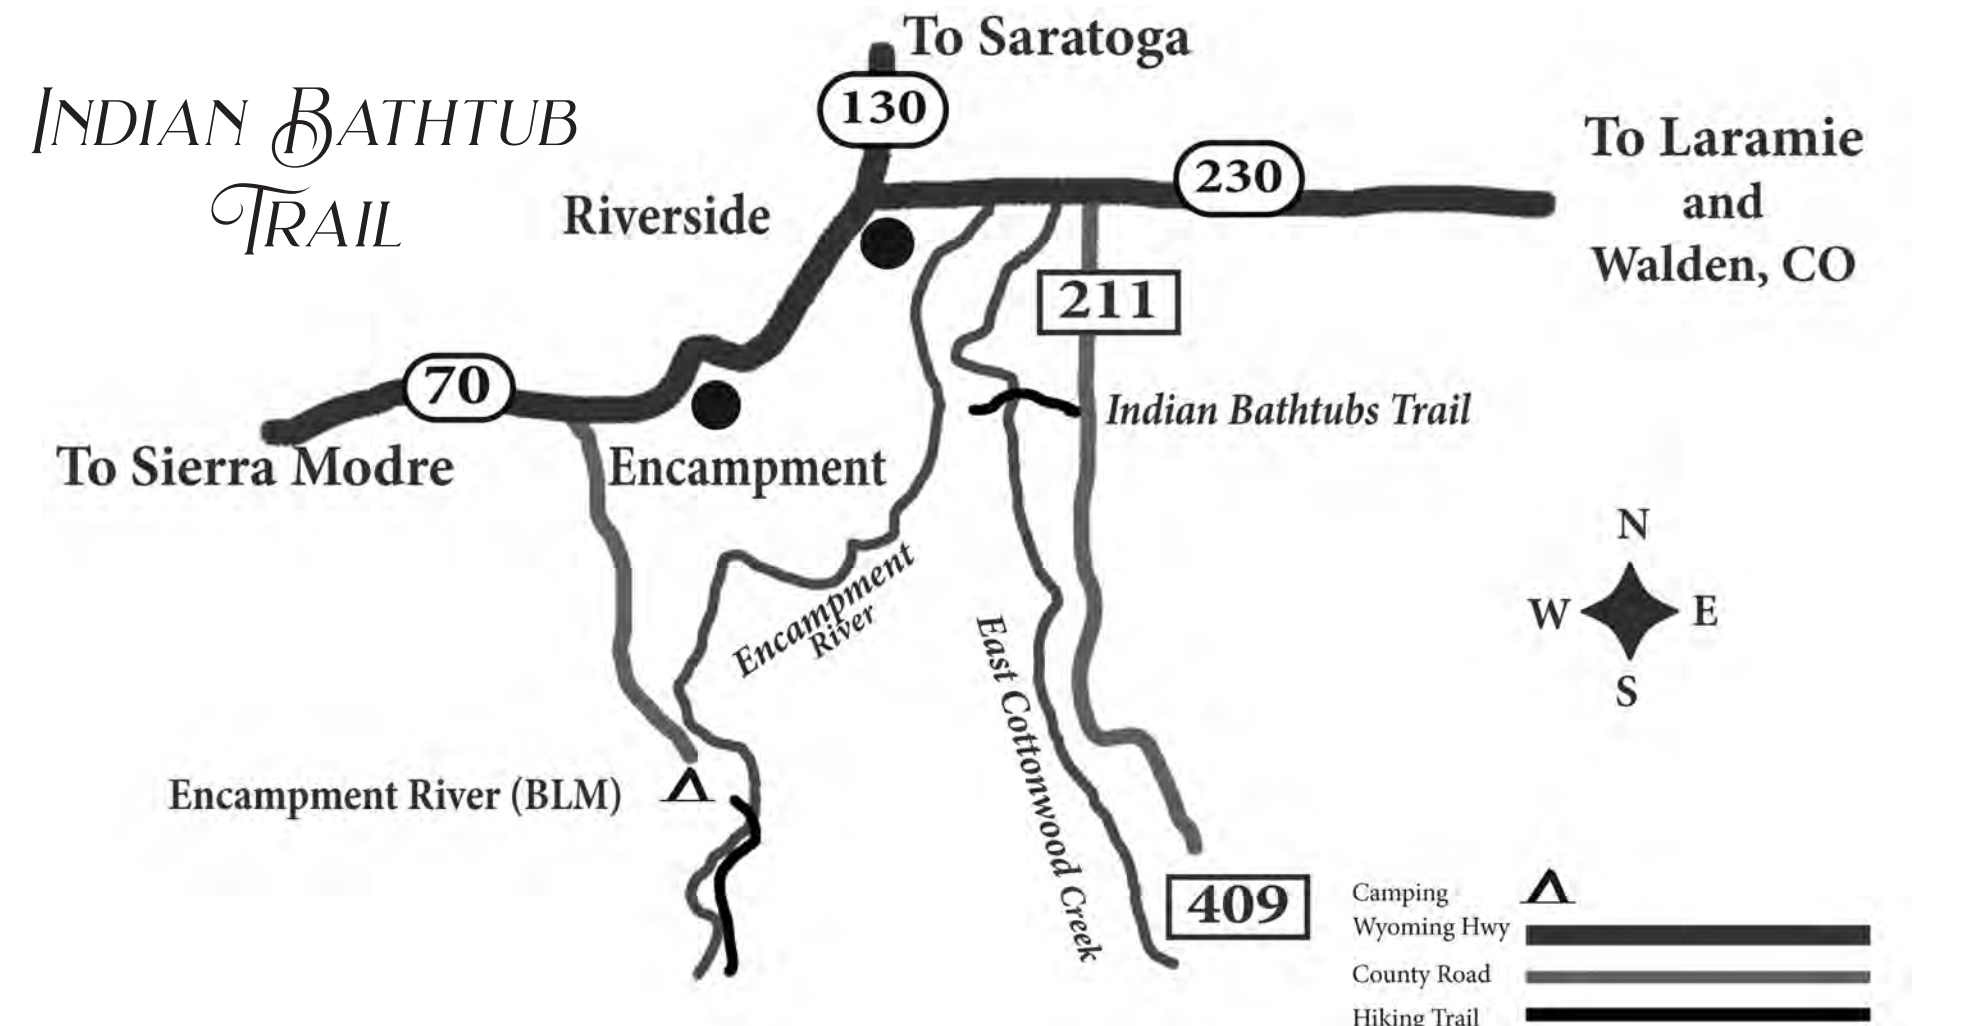 To Saratoga
INDIAN BATHTUB
TRAIL
130
To Laramie
and
Walden, CO
230
Riverside
211
70
Indian Bathtubs Trail
To Sierra Modre
Encampment
Encampment
River
East Cottonwood Creek
N
W E
S
Encampment River (BLM)
409
Camping
Wyoming Hwy
County Road
Hiking Trail